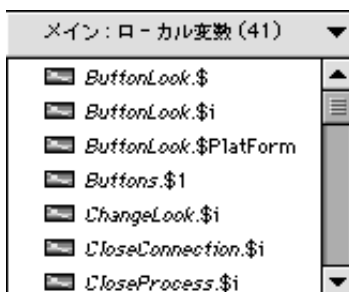 メイン:ローカル変数(41)
ButtonLook.$
ButtonLook.$i
ButtonLook.$PlatForm
Buttons.$1
ChangeLook.$i
CloseConnection.$i
CloseProcess.$i